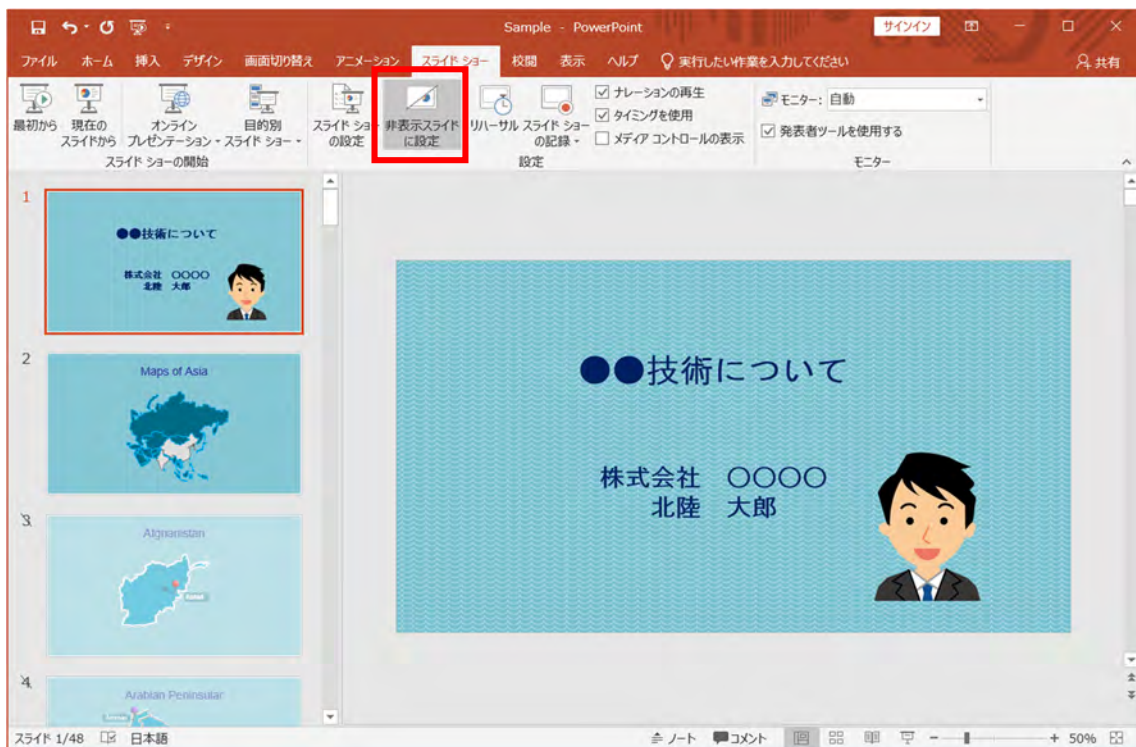 Sample - PowerPoint
サインイン
ファイル ホーム 挿入 デザイン 画面切り替え アニメーション スライド ショー 校閲 表示 ヘルプ 実行したい作業を入力してください 共有
最初から
現在の
スライドから
オンライン
プレゼンテーション
目的別
スライド ショー
スライド ショーの開始
スライド ショー
の設定
非表示スライド
に設定
リハーサル
スライド ショー
の記録
ナレーションの再生
タイミングを使用
メディア コントロールの表示
設定
モニター: 自動
発表者ツールを使用する
モニター
1
●●技術について
株式会社 〇〇〇〇
北陸 大郎
2
Maps of Asia
3
Afghanistan
Kabul
4
Arabian Peninsular
●●技術について
株式会社 〇〇〇〇
北陸 大郎
スライド 1/48 日本語 ノート コメント 50%